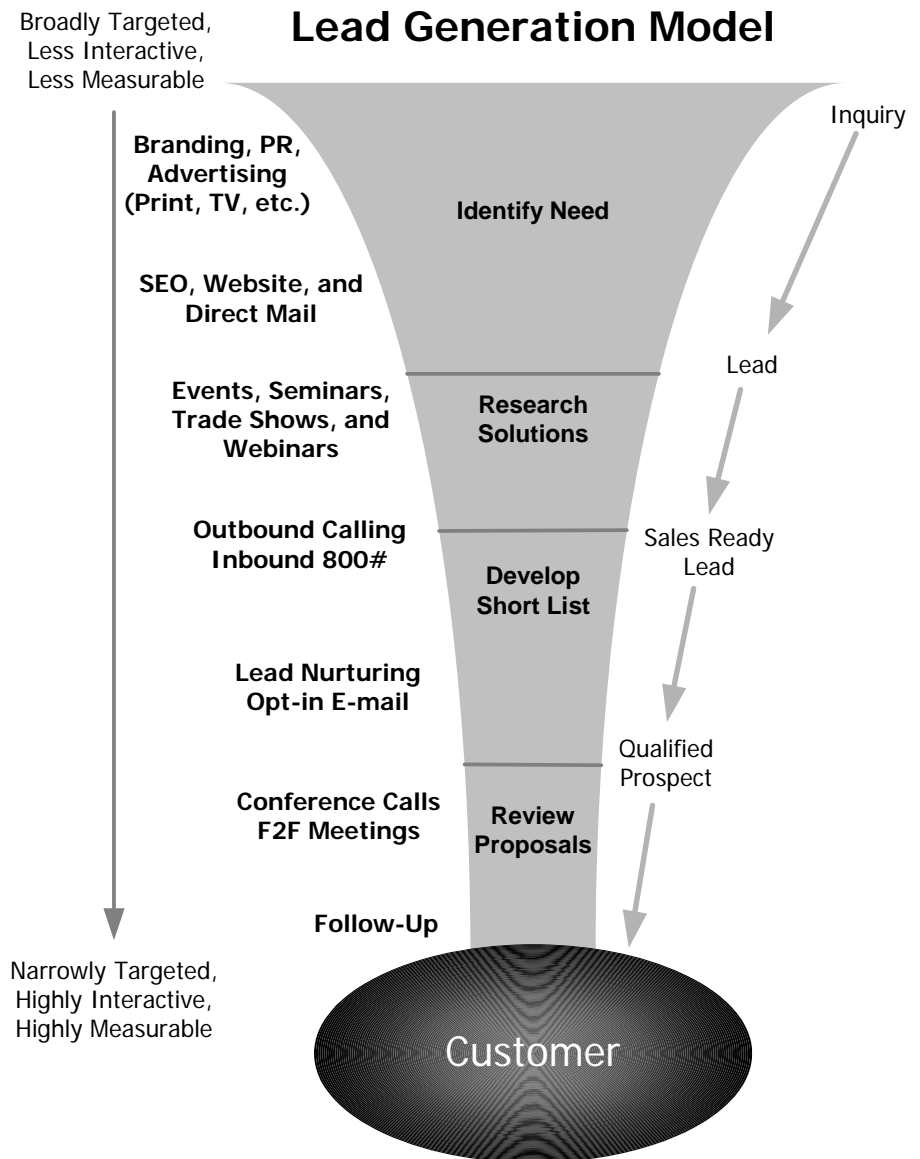 Lead Generation Model
Broadly Targeted,
Less Interactive,
Less Measurable
Inquiry
Branding, PR,
Advertising
(Print, TV, etc.)
Identify Need
SEO, Website, and
Direct Mail
Lead
Events, Seminars,
Trade Shows, and
Webinars
Research
Solutions
Outbound Calling
Inbound 800#
Sales Ready
Lead
Develop
Short List
Lead Nurturing
Opt-in E-mail
Qualified
Prospect
Conference Calls
F2F Meetings
Review
Proposals
Follow-Up
Narrowly Targeted,
Highly Interactive,
Highly Measurable
Customer